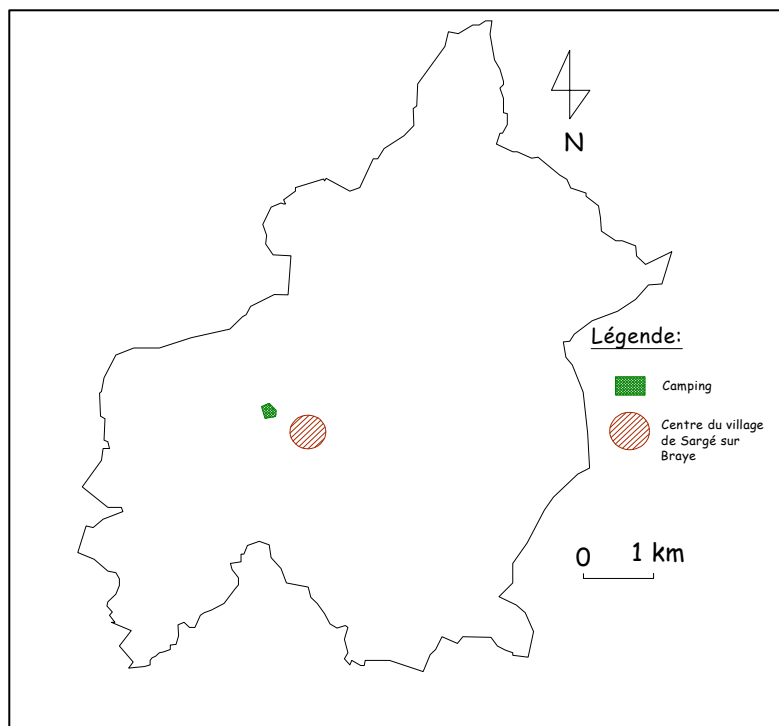 N
Légende:
Camping
Centre du village
de Sargé sur
Braye
0 1 km